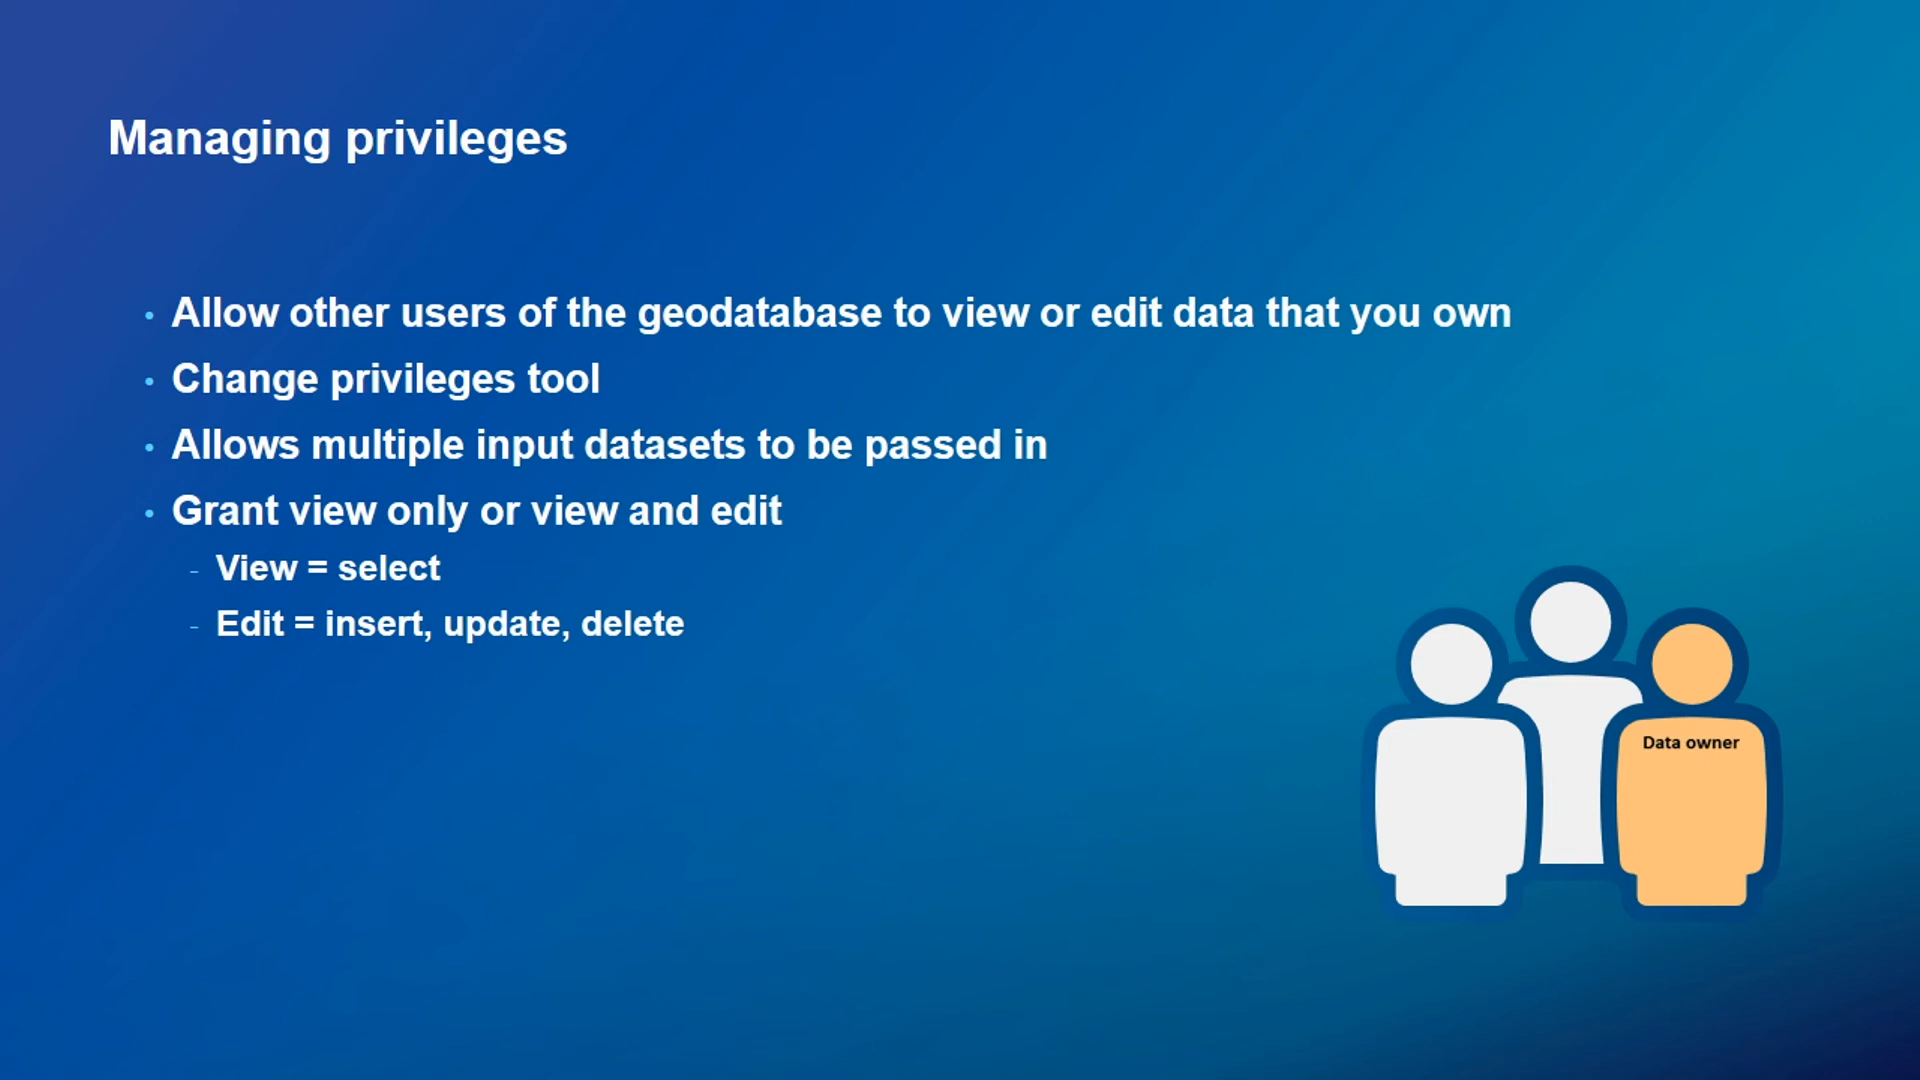 Managing privileges
• Allow other users of the geodatabase to view or edit data that you own
• Change privileges tool
• Allows multiple input datasets to be passed in
• Grant view only or view and edit
- View = select
- Edit = insert, update, delete
Data owner